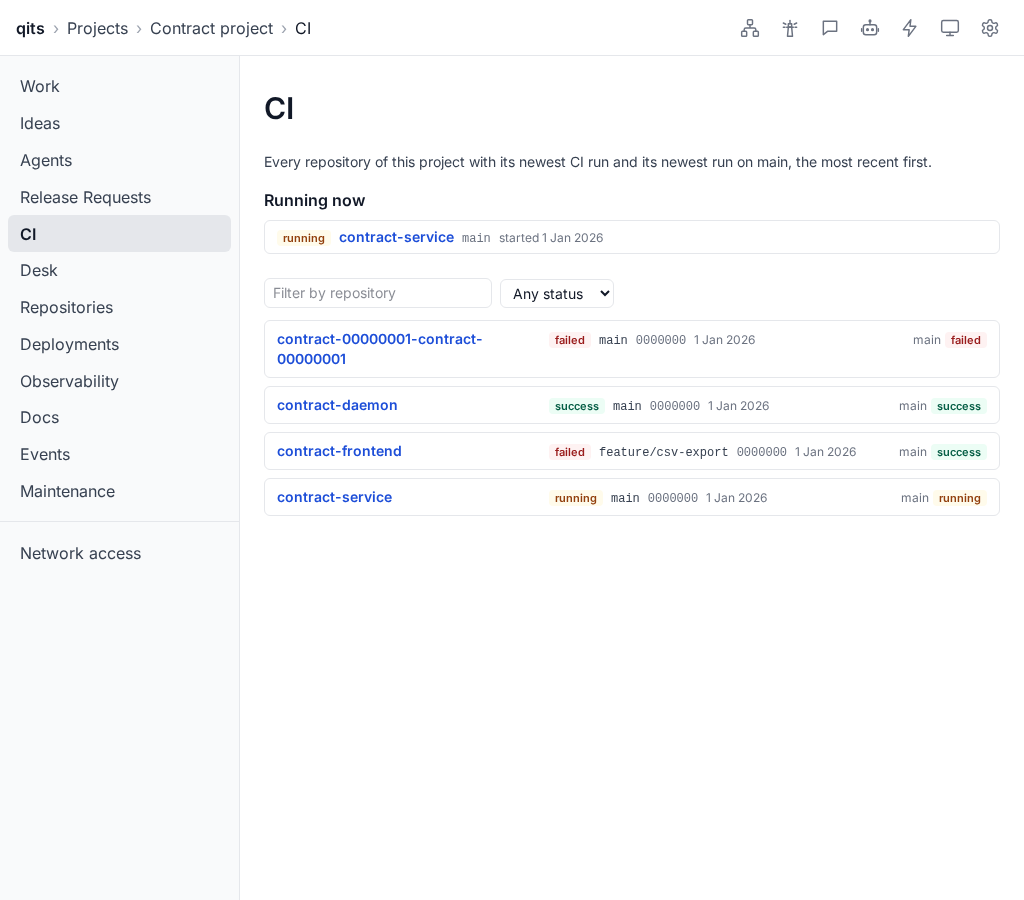 qits › Projects › Contract project › CI
Work
Ideas
Agents
Release Requests
CI
Desk
Repositories
Deployments
Observability
Docs
Events
Maintenance
Network access
CI
Every repository of this project with its newest CI run and its newest run on main, the most recent first.
Running now
running contract-service main started 1 Jan 2026
Filter by repository Any status
contract-00000001-contract-
00000001 failed main 0000000 1 Jan 2026 main failed
contract-daemon success main 0000000 1 Jan 2026 main success
contract-frontend failed feature/csv-export 0000000 1 Jan 2026 main success
contract-service running main 0000000 1 Jan 2026 main running